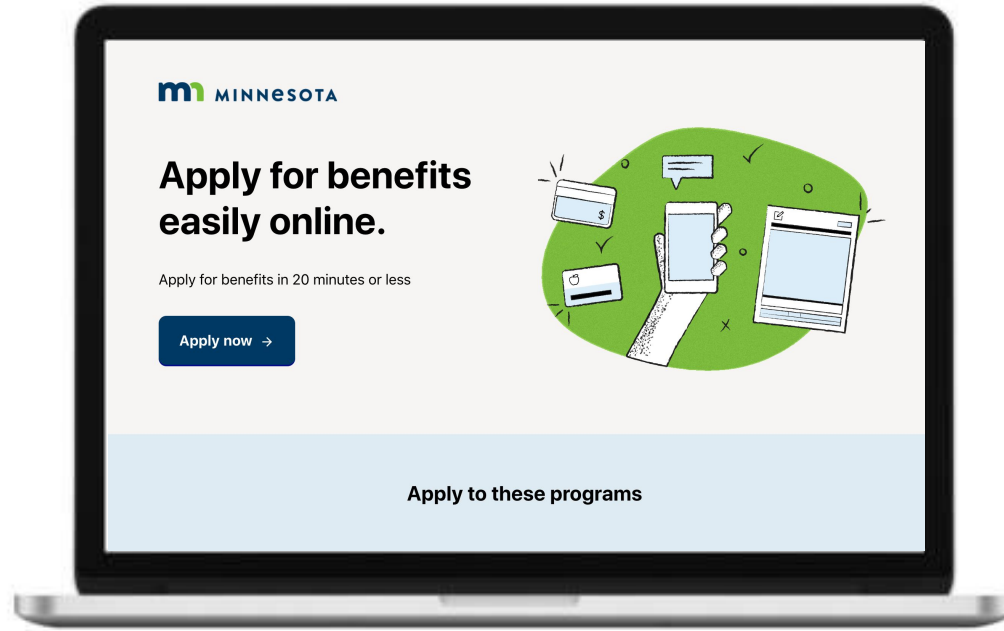 mn MINNESOTA
Apply for benefits
easily online.
Apply for benefits in 20 minutes or less
Apply now →
$
Apply to these programs